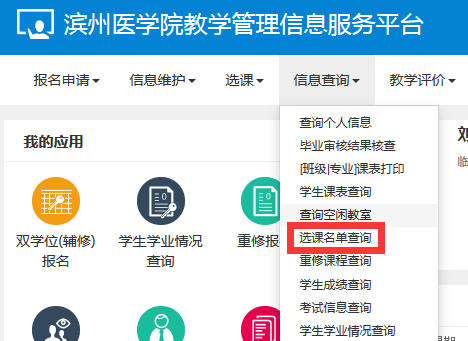 滨州医学院教学管理信息服务平台
报名申请 信息维护 选课 信息查询 教学评价
查询个人信息
毕业审核结果核查
[班级|专业]课表打印
学生课表查询
查询空闲教室
选课名单查询
重修课程查询
学生成绩查询
考试信息查询
学生学业情况查询
我的应用
双学位(辅修)
报名
学生学业情况
查询
重修报
临